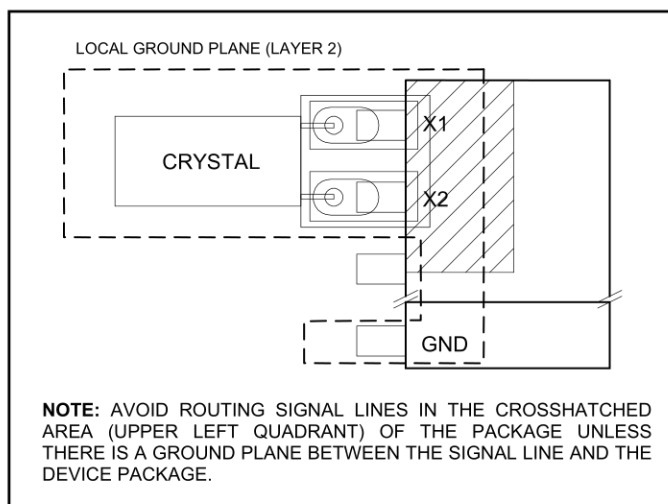 LOCAL GROUND PLANE (LAYER 2)
X1
CRYSTAL
X2
GND
NOTE: AVOID ROUTING SIGNAL LINES IN THE CROSSHATCHED
AREA (UPPER LEFT QUADRANT) OF THE PACKAGE UNLESS
THERE IS A GROUND PLANE BETWEEN THE SIGNAL LINE AND THE
DEVICE PACKAGE.